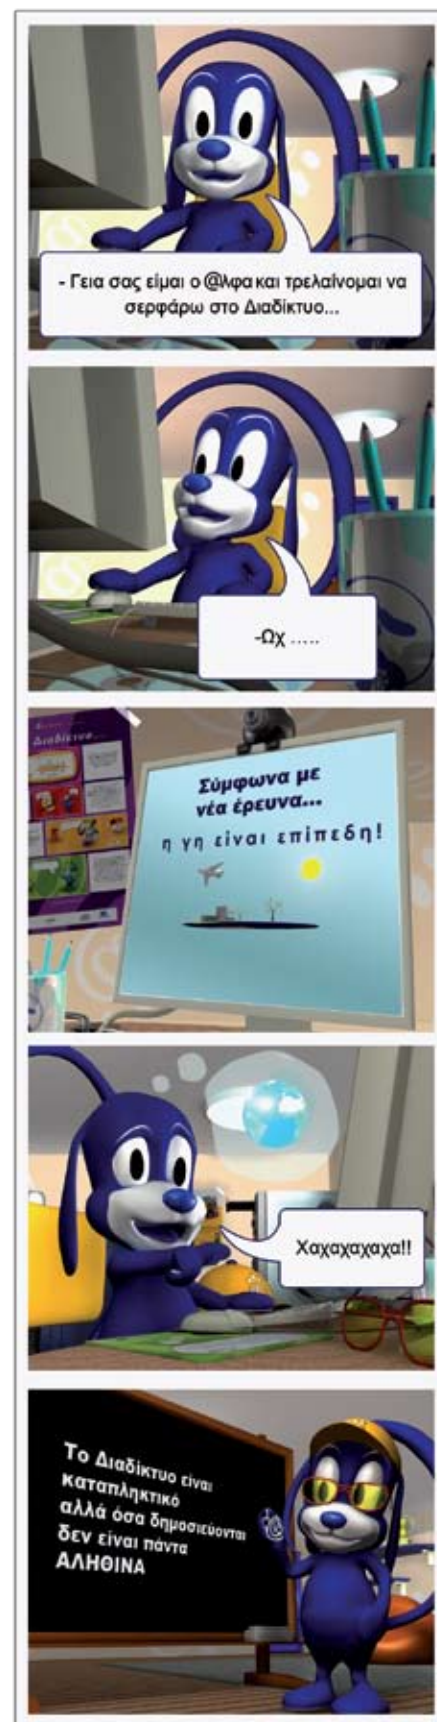 - Γεια σας είμαι ο @λφα και τρελαίνομαι να
σερφάρω στο Διαδίκτυο...
-Ωχ .....
Διαδίκτυο...
Σύμφωνα με
νέα έρευνα...
η γη είναι επίπεδη!
Χαχαχαχαχα!!
Το Διαδίκτυο είναι
καταπληκτικό
αλλά όσα δημοσιεύονται
δεν είναι πάντα
ΑΛΗΘΙΝΑ